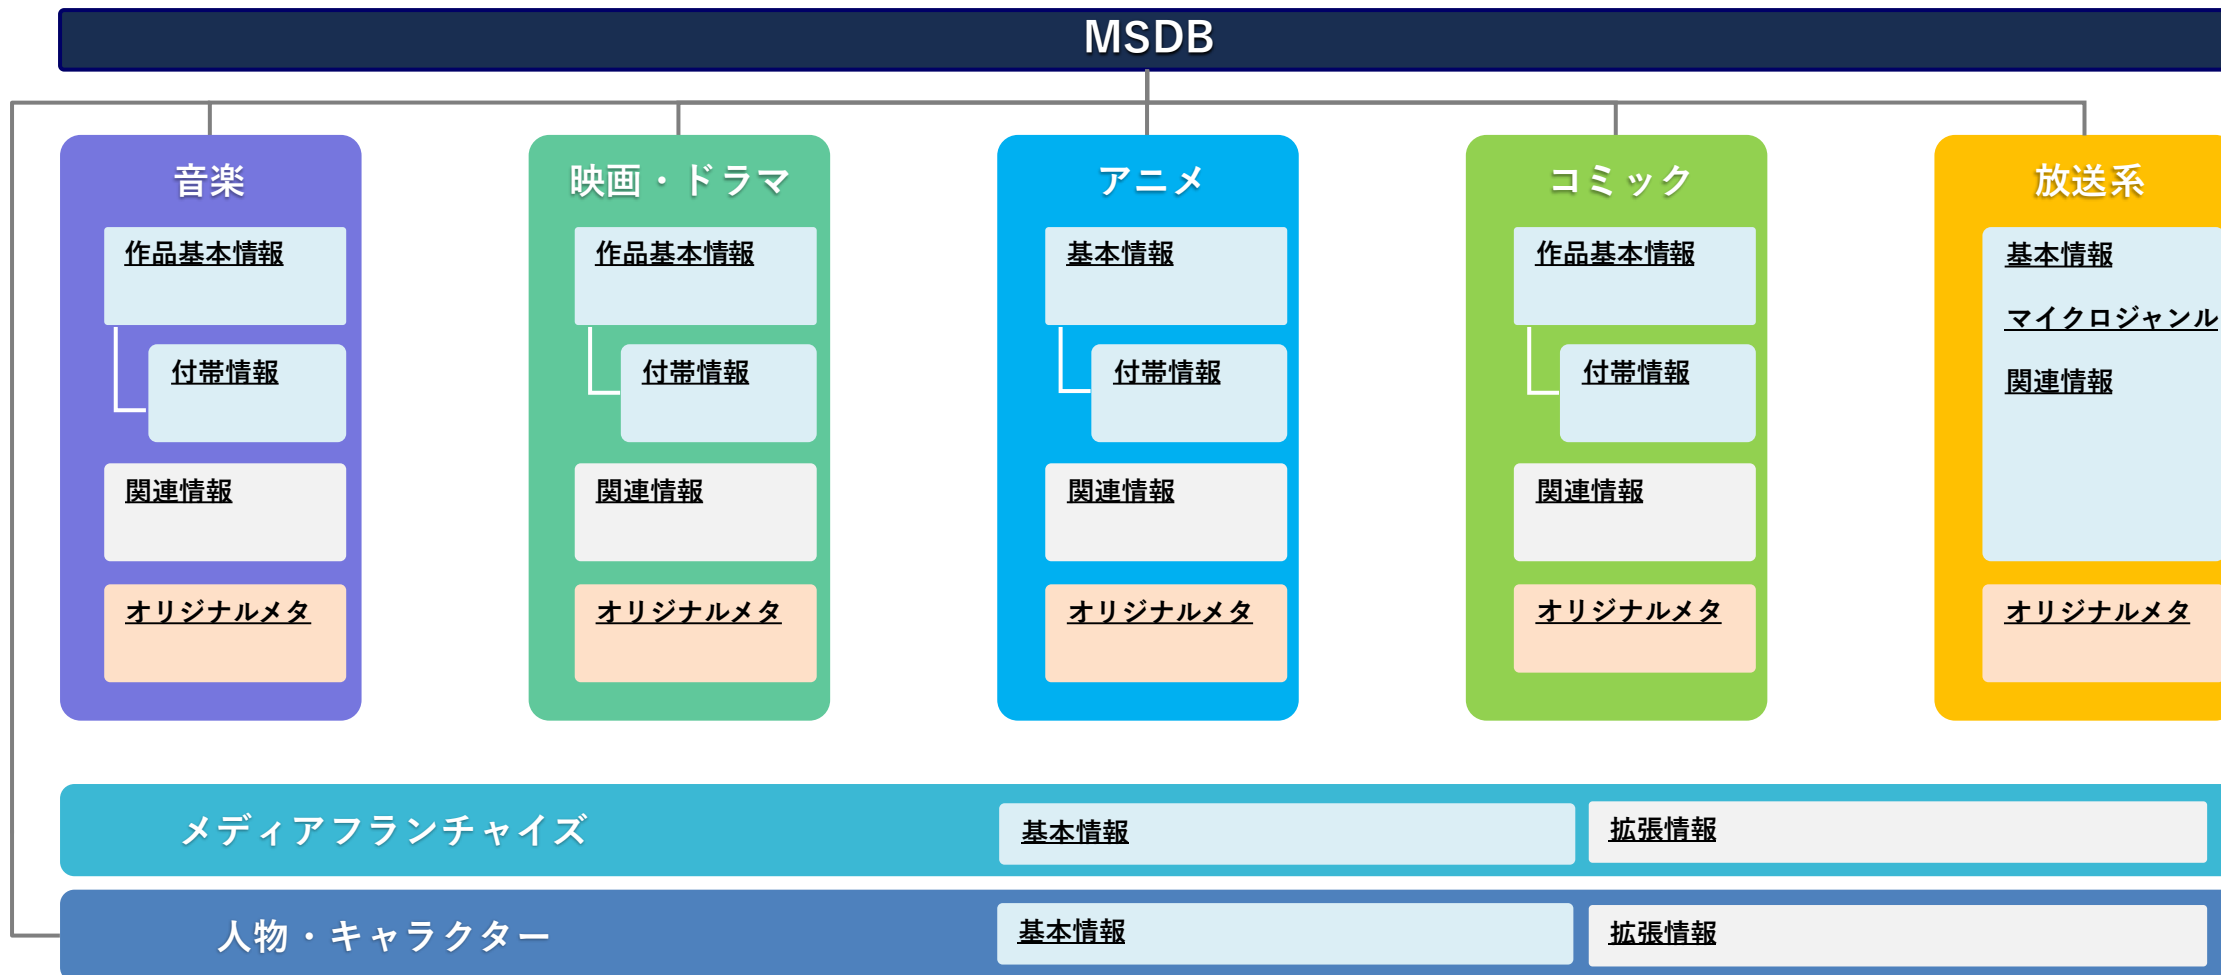 MSDB
音楽
作品基本情報
付帯情報
関連情報
オリジナルメタ
映画・ドラマ
作品基本情報
付帯情報
関連情報
オリジナルメタ
アニメ
基本情報
付帯情報
関連情報
オリジナルメタ
コミック
作品基本情報
付帯情報
関連情報
オリジナルメタ
放送系
基本情報
マイクロジャンル
関連情報
オリジナルメタ
メディアフランチャイズ
基本情報
拡張情報
人物・キャラクター
基本情報
拡張情報